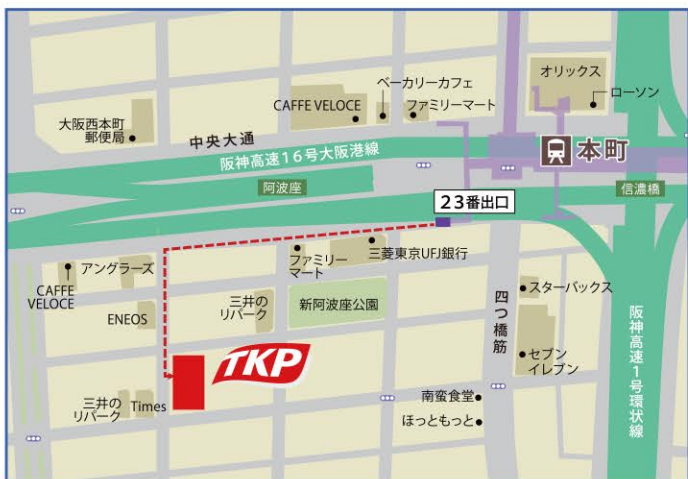 オリックス
ベーカリーカフェ
ローソン
CAFFE VELOCE
ファミリーマート
大阪西本町
郵便局
中央大通
阪神高速16号大阪港線
本町
阿波座
信濃橋
23番出口
三菱東京UFJ銀行
ファミリー
マート
アングラーズ
CAFFE
VELOCE
ENEOS
三井の
リパーク
新阿波座公園
四つ橋筋
スターバックス
阪神高速1号環状線
セブン
イレブン
TKP
南蛮食堂
ほっともっと
三井の
リパーク
Times